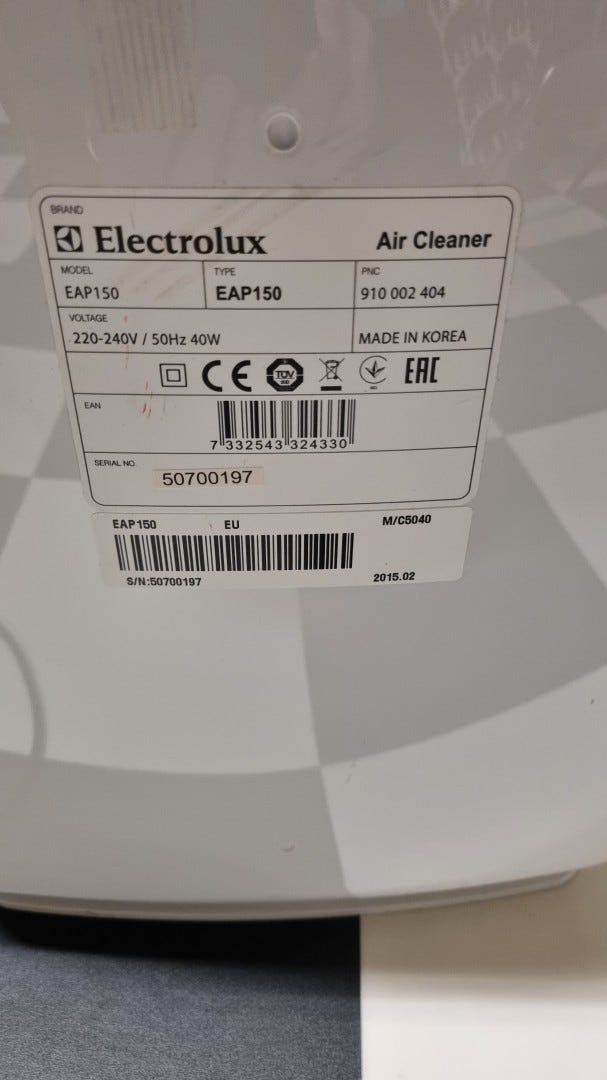 BRAND
Electrolux Air Cleaner
MODEL TYPE PNC
EAP150 EAP150 910 002 404
VOLTAGE
220-240V / 50Hz 40W MADE IN KOREA
CE TÜV EAC
EAN
7 332543 324330
SERIAL NO.
50700197
EAP150 EU M/C5040
S/N:50700197 2015.02